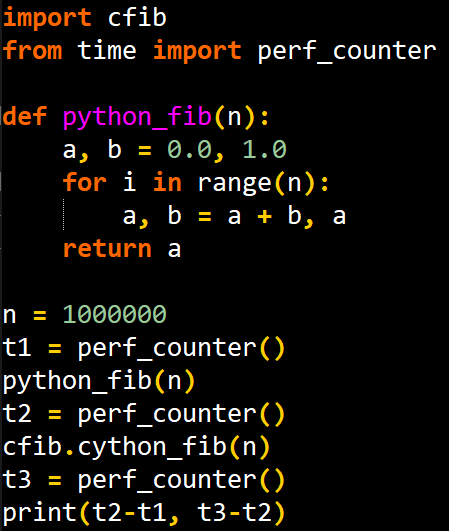 import cfib
from time import perf_counter

def python_fib(n):
    a, b = 0.0, 1.0
    for i in range(n):
        a, b = a + b, a
    return a

n = 1000000
t1 = perf_counter()
python_fib(n)
t2 = perf_counter()
cfib.cython_fib(n)
t3 = perf_counter()
print(t2-t1, t3-t2)